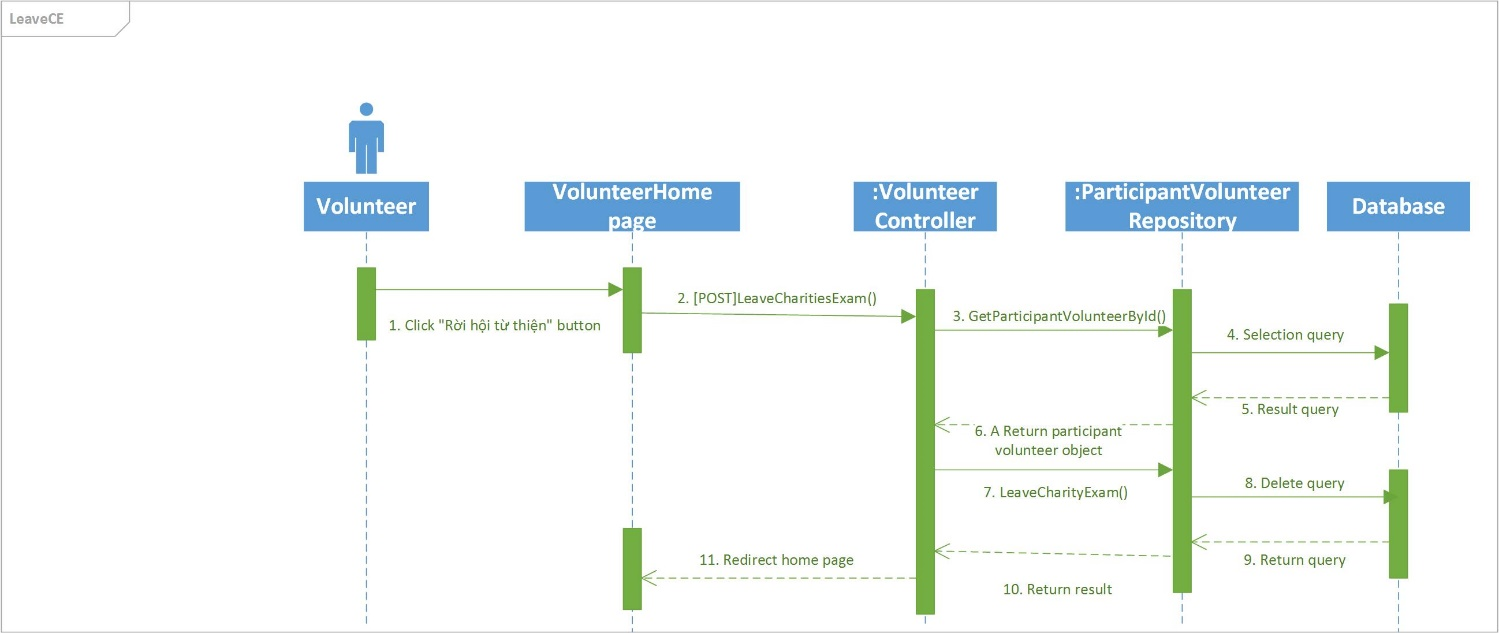 LeaveCE
Volunteer
VolunteerHome
page
:Volunteer
Controller
:ParticipantVolunteer
Repository
Database
1. Click "Rời hội từ thiện" button
2. [POST]LeaveCharitiesExam()
3. GetParticipantVolunteerById()
4. Selection query
5. Result query
6. A Return participant
volunteer object
7. LeaveCharityExam()
8. Delete query
9. Return query
10. Return result
11. Redirect home page